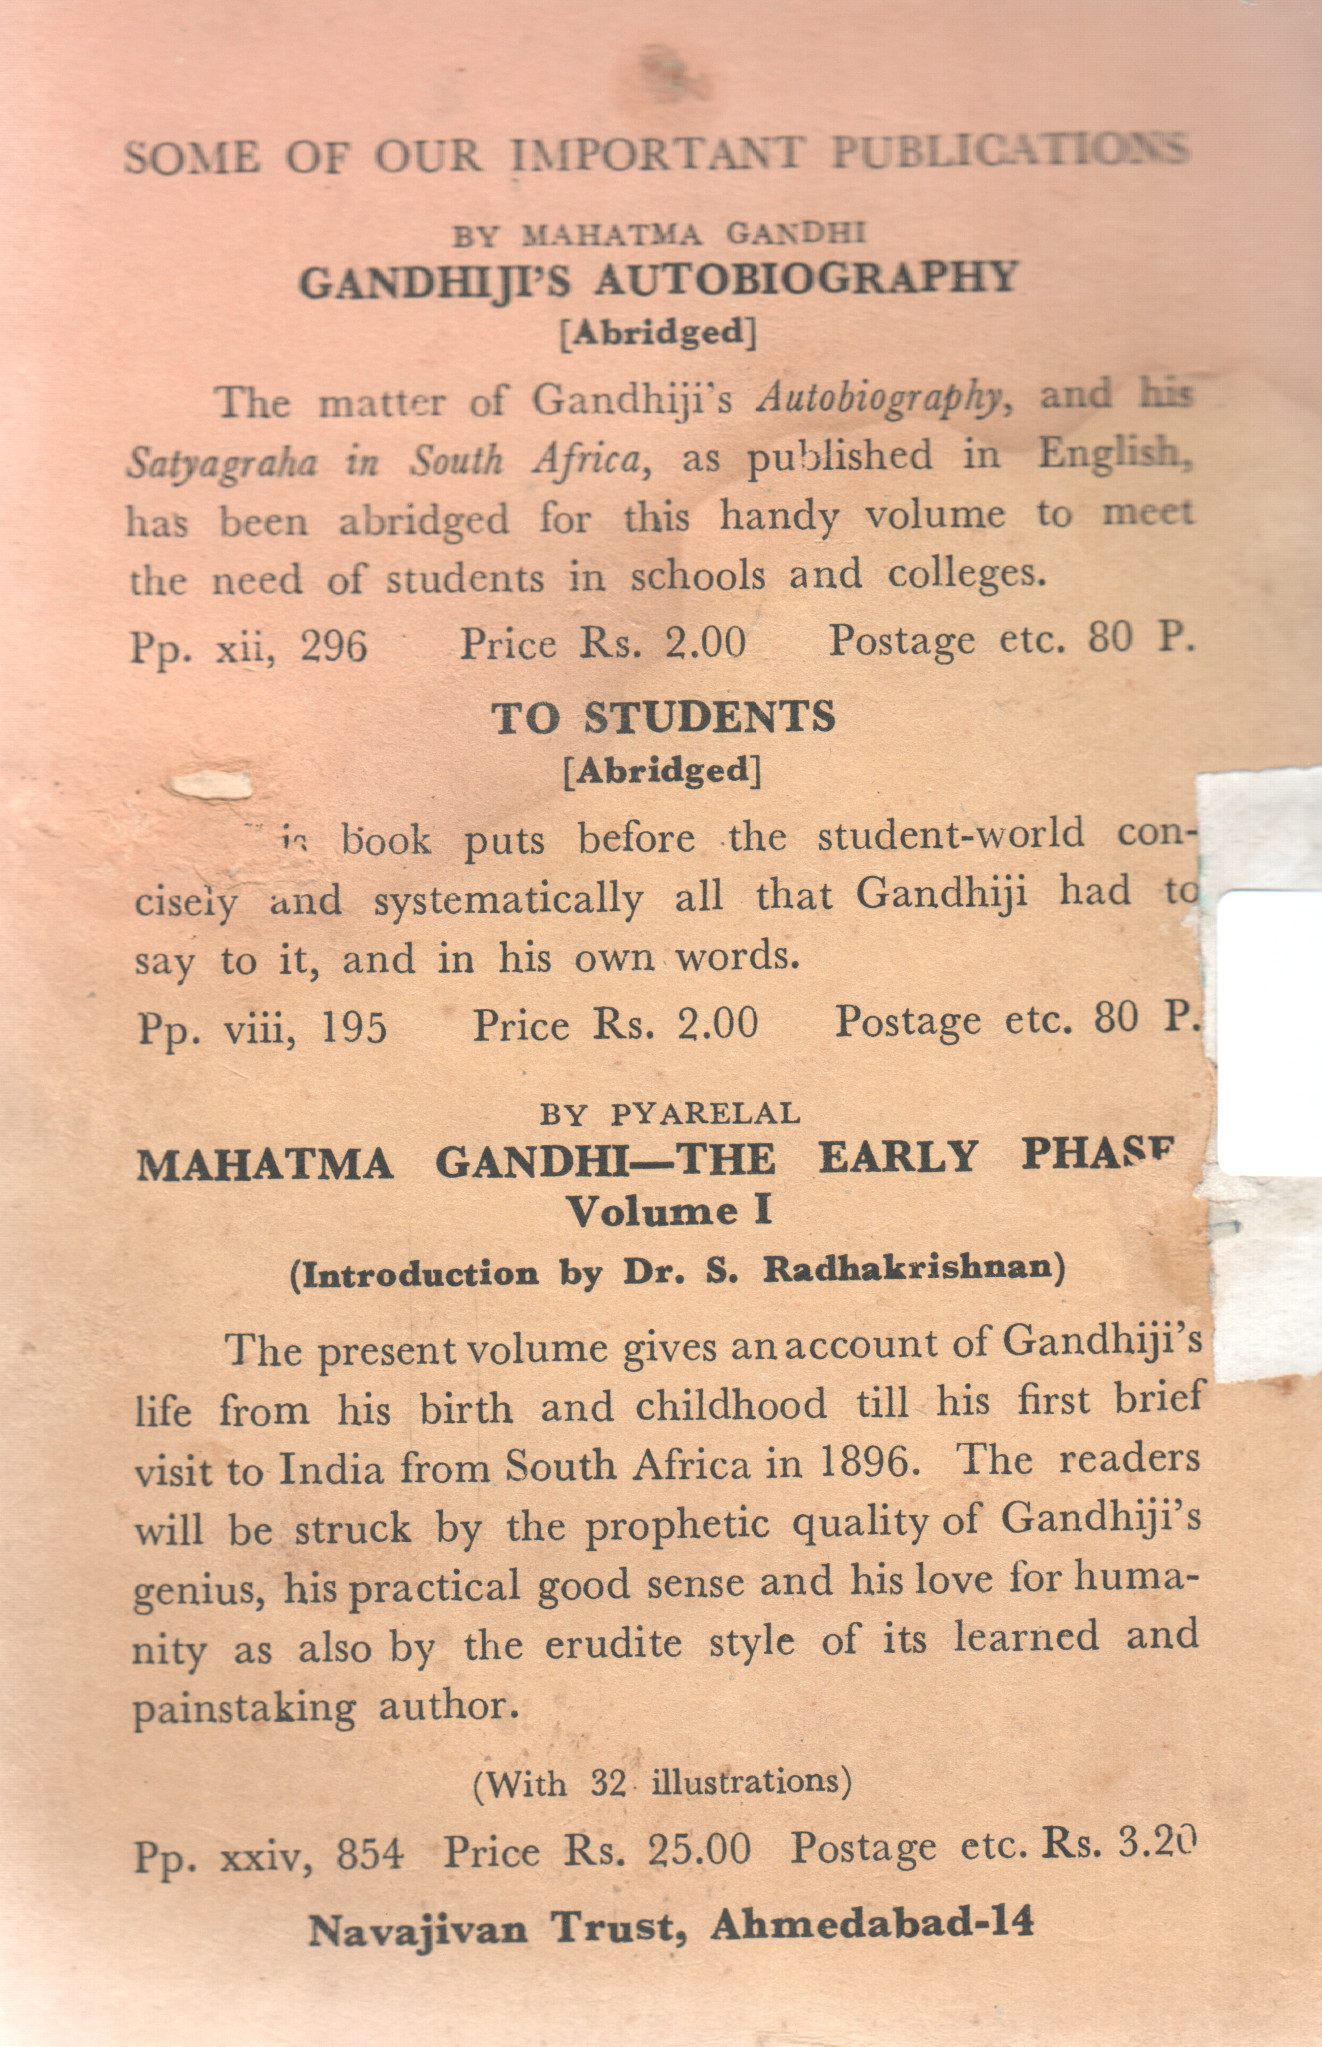 SOME OF OUR IMPORTANT PUBLICATIONS
BY MAHATMA GANDHI
GANDHIJI'S AUTOBIOGRAPHY
[Abridged]
The matter of Gandhiji's Autobiography, and his
Satyagraha in South Africa, as published in English,
has been abridged for this handy volume to meet
the need of students in schools and colleges.
Pp. xii, 296 Price Rs. 2.00 Postage etc. 80 P.
TO STUDENTS
[Abridged]
book puts before the student-world con-
cisely and systematically all that Gandhiji had to
say to it, and in his own words.
Pp. viii, 195 Price Rs. 2.00 Postage etc. 80 P.
BY PYARELAL
MAHATMA GANDHI—THE EARLY PHASE
Volume I
(Introduction by Dr. S. Radhakrishnan)
The present volume gives an account of Gandhiji's
life from his birth and childhood till his first brief
visit to India from South Africa in 1896. The readers
will be struck by the prophetic quality of Gandhiji's
genius, his practical good sense and his love for huma-
nity as also by the erudite style of its learned and
painstaking author.
(With 32 illustrations)
Pp. xxiv, 854 Price Rs. 25.00 Postage etc. Rs. 3.20
Navajivan Trust, Ahmedabad-14